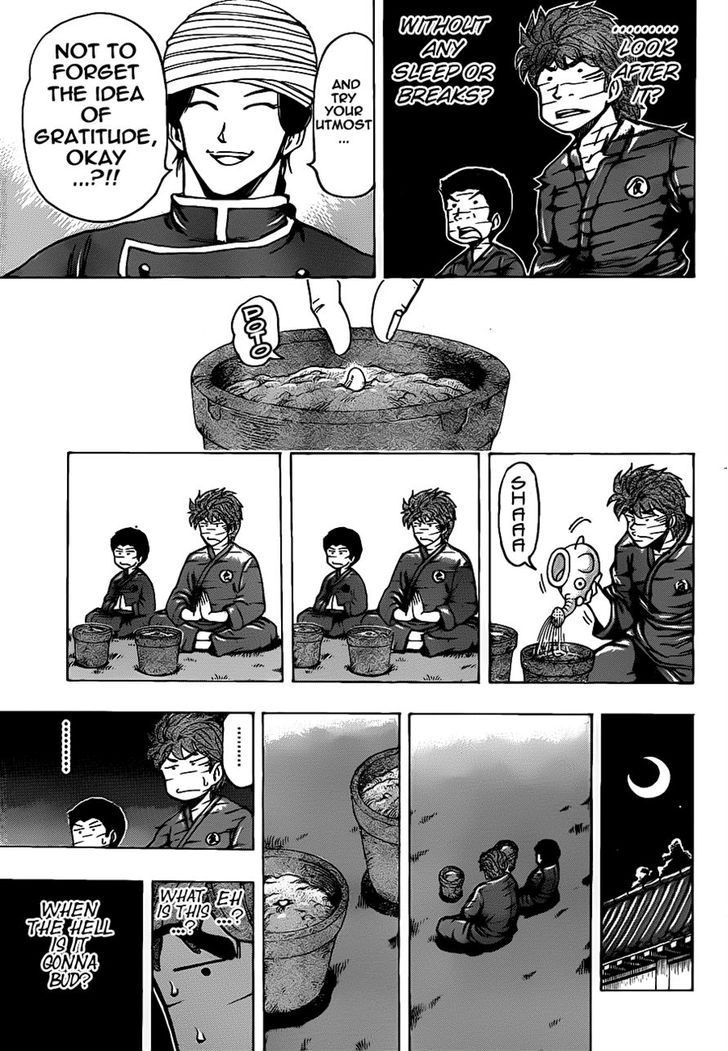 ..........
LOOK
AFTER
IT?
WITHOUT
ANY
SLEEP OR
BREAKS?
AND
TRY
YOUR
UTMOST
...
NOT TO
FORGET
THE IDEA
OF
GRATITUDE,
OKAY
...?!!
POTO
SHAAA
EH
...?
WHAT
IS THIS
...?
WHEN
THE HELL
IS IT
GONNA
BUD?